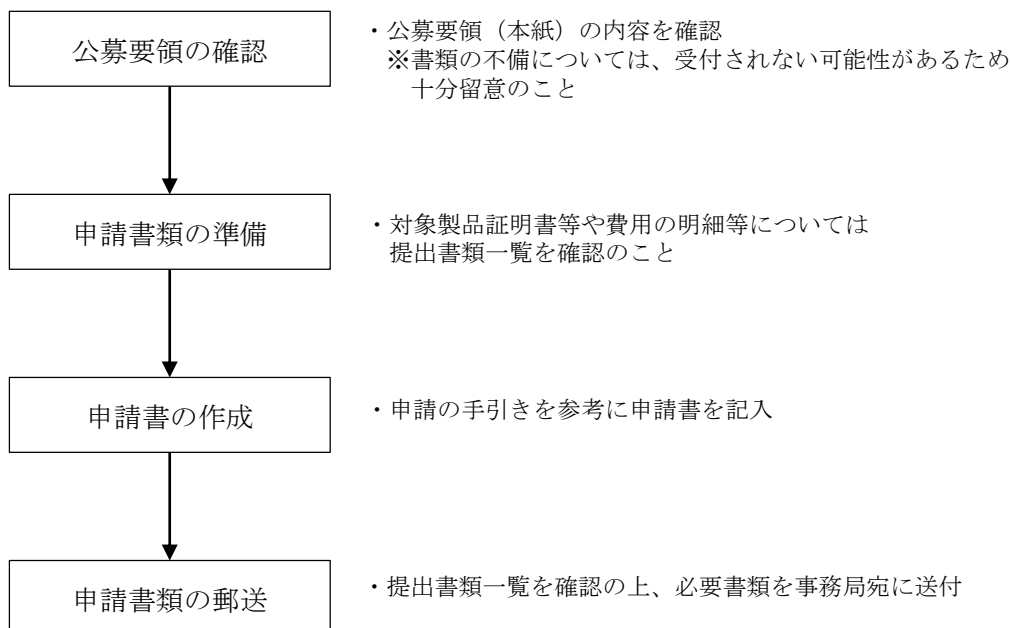 公募要領の確認
・公募要領（本紙）の内容を確認
※書類の不備については、受付されない可能性があるため
十分留意のこと
申請書類の準備
・対象製品証明書等や費用の明細等については
提出書類一覧を確認のこと
申請書の作成
・申請の手引きを参考に申請書を記入
申請書類の郵送
・提出書類一覧を確認の上、必要書類を事務局宛に送付